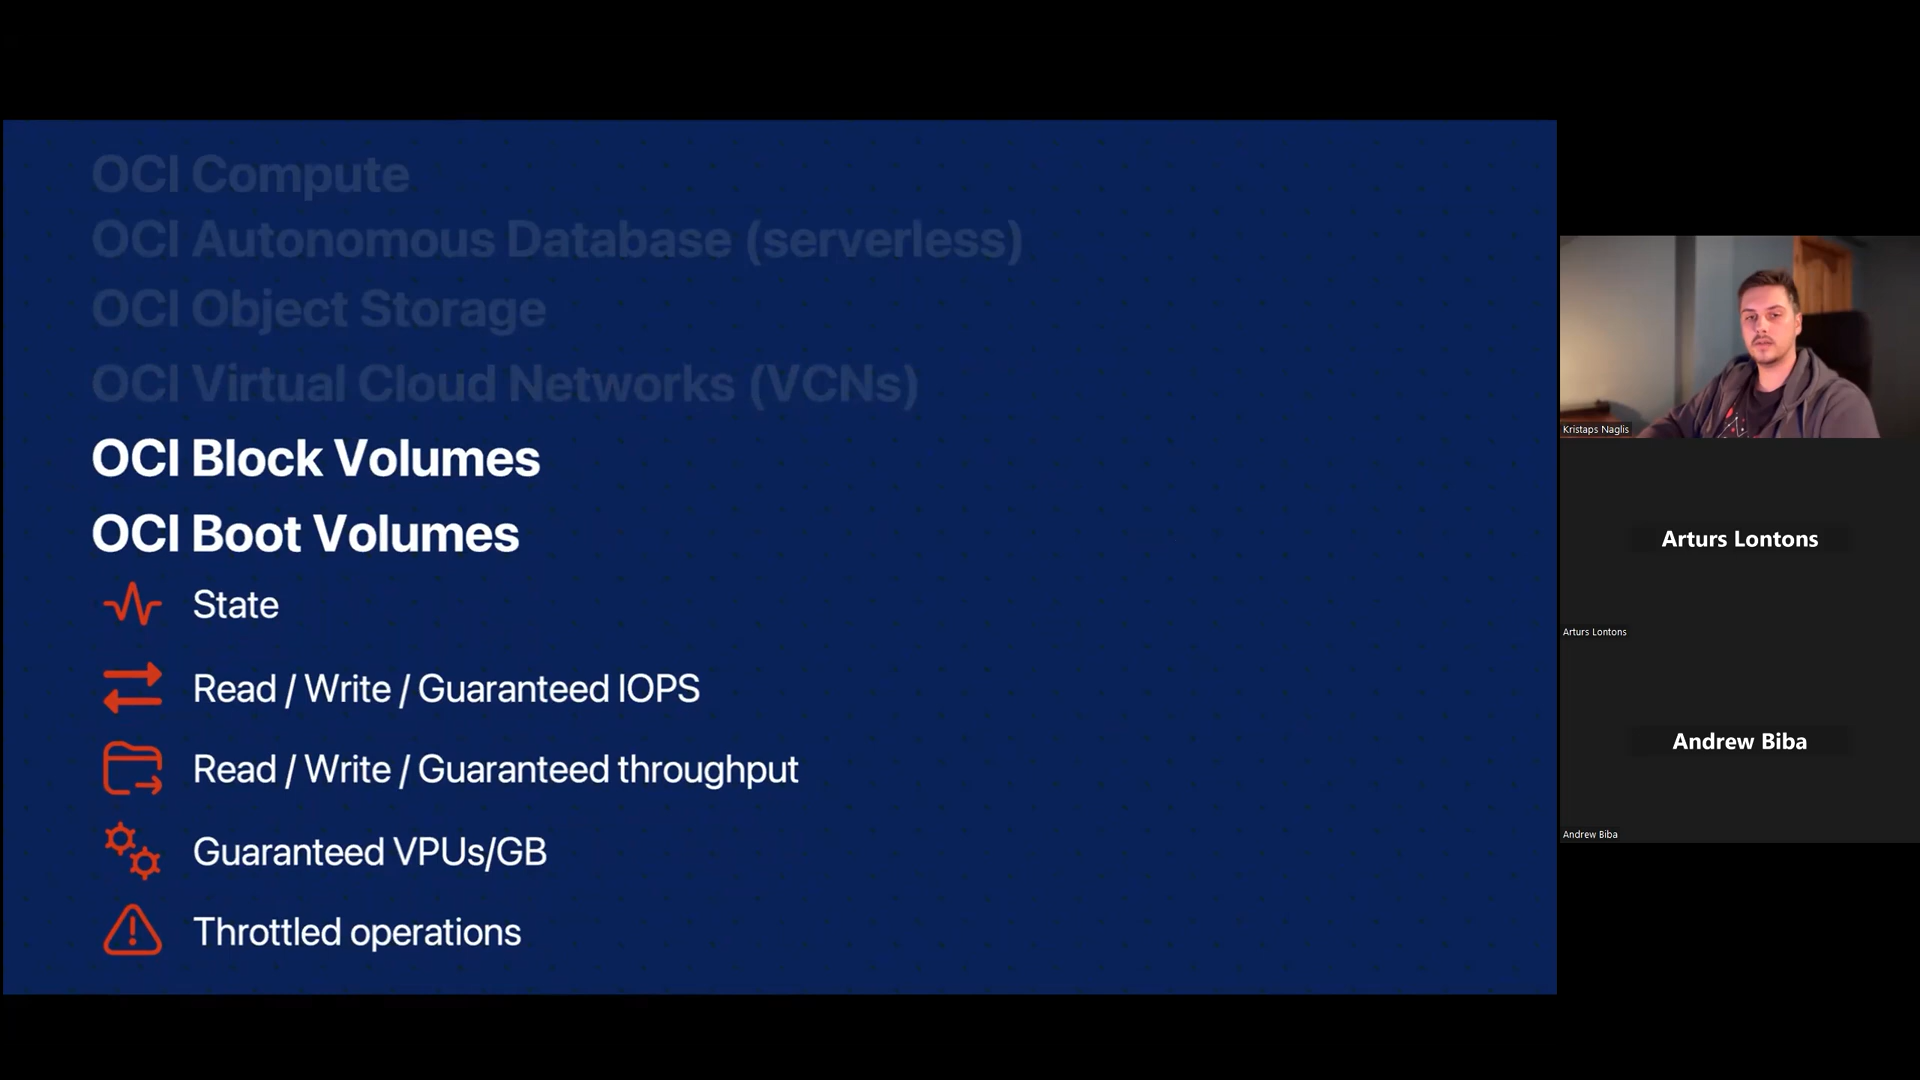 OCI Compute
OCI Autonomous Database (serverless)
OCI Object Storage
OCI Virtual Cloud Networks (VCNs)
OCI Block Volumes
OCI Boot Volumes
State
Read / Write / Guaranteed IOPS
Read / Write / Guaranteed throughput
Guaranteed VPUs/GB
Throttled operations
Kristaps Naglis
Arturs Lontons
Arturs Lontons
Andrew Biba
Andrew Biba